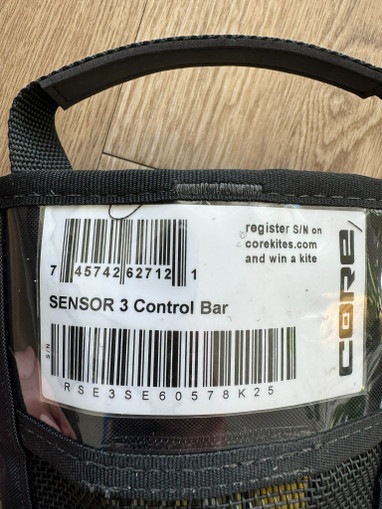 register S/N on
corekites.com
and win a kite
7 45742 62712 1
SENSOR 3 Control Bar
S/N
RSE3SE60578K25
CORE